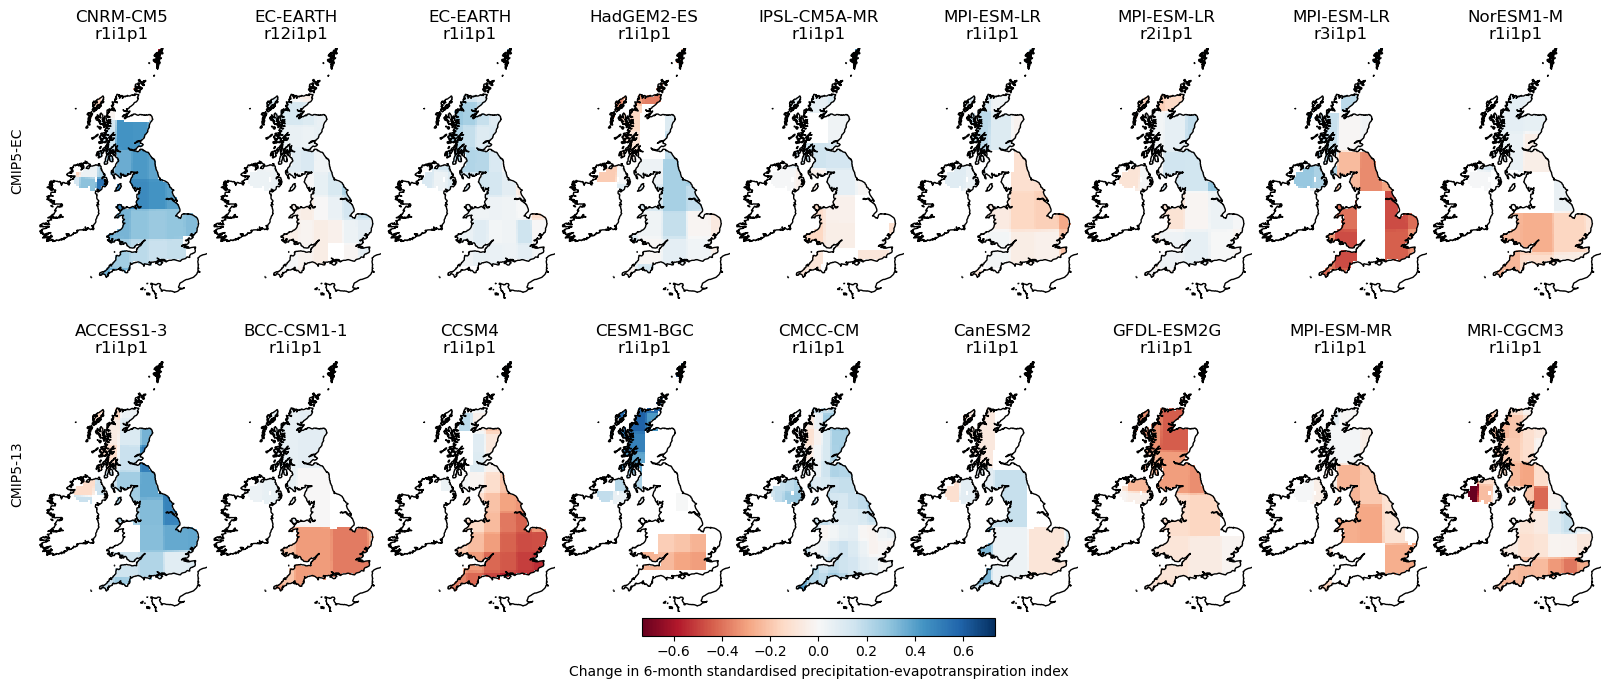 CNRM-CM5 EC-EARTH EC-EARTH HadGEM2-ES IPSL-CM5A-MR MPI-ESM-LR MPI-ESM-LR MPI-ESM-LR NorESM1-M
r1i1p1 r12i1p1 r1i1p1 r1i1p1 r1i1p1 r1i1p1 r2i1p1 r3i1p1 r1i1p1
CMIP5-EC
ACCESS1-3 BCC-CSM1-1 CCSM4 CESM1-BGC CMCC-CM CanESM2 GFDL-ESM2G MPI-ESM-MR MRI-CGCM3
r1i1p1 r1i1p1 r1i1p1 r1i1p1 r1i1p1 r1i1p1 r1i1p1 r1i1p1 r1i1p1
CMIP5-13
−0.6 −0.4 −0.2 0.0 0.2 0.4 0.6
Change in 6-month standardised precipitation-evapotranspiration index